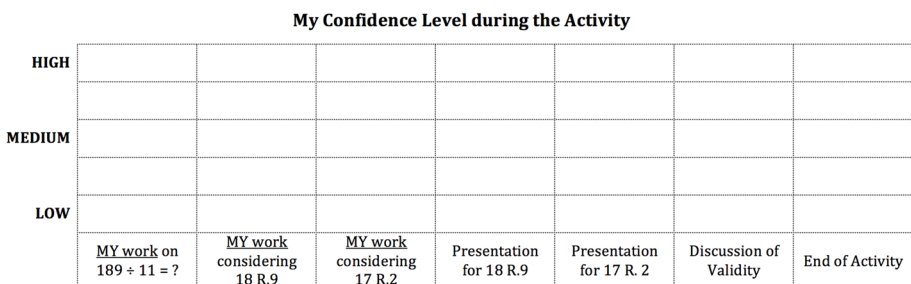 My Confidence Level during the Activity
HIGH
MEDIUM
LOW
MY work on
189 ÷ 11 = ?
MY work
considering
18 R.9
MY work
considering
17 R.2
Presentation
for 18 R.9
Presentation
for 17 R. 2
Discussion of
Validity
End of Activity